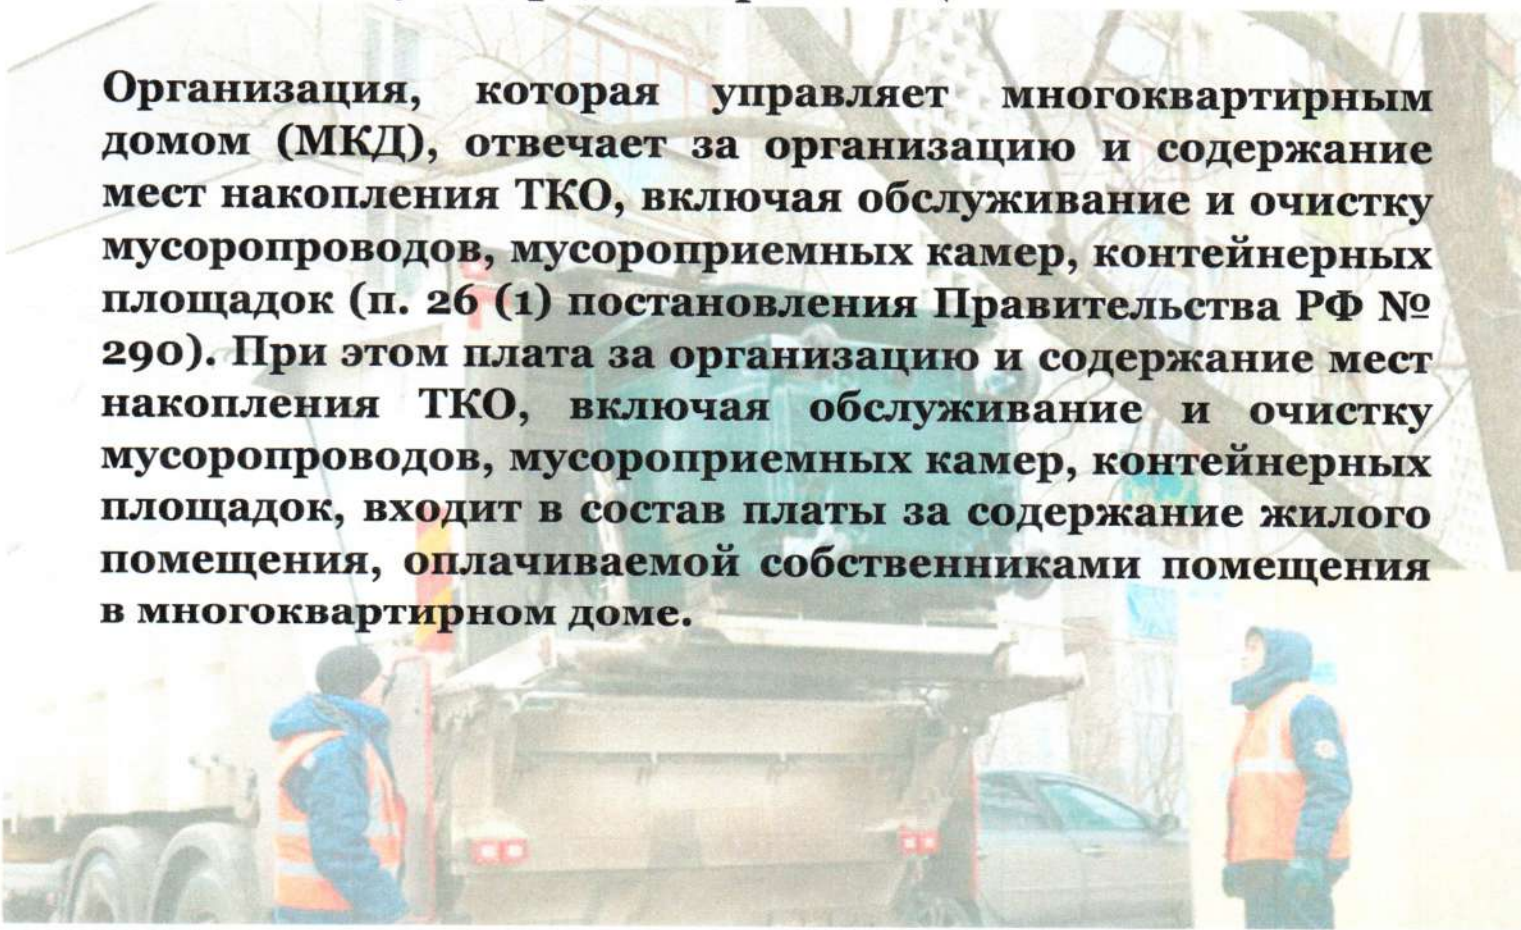 Организация, которая управляет многоквартирным
домом (МКД), отвечает за организацию и содержание
мест накопления ТКО, включая обслуживание и очистку
мусоропроводов, мусороприемных камер, контейнерных
площадок (п. 26 (1) постановления Правительства РФ №
290). При этом плата за организацию и содержание мест
накопления ТКО, включая обслуживание и очистку
мусоропроводов, мусороприемных камер, контейнерных
площадок, входит в состав платы за содержание жилого
помещения, оплачиваемой собственниками помещения
в многоквартирном доме.